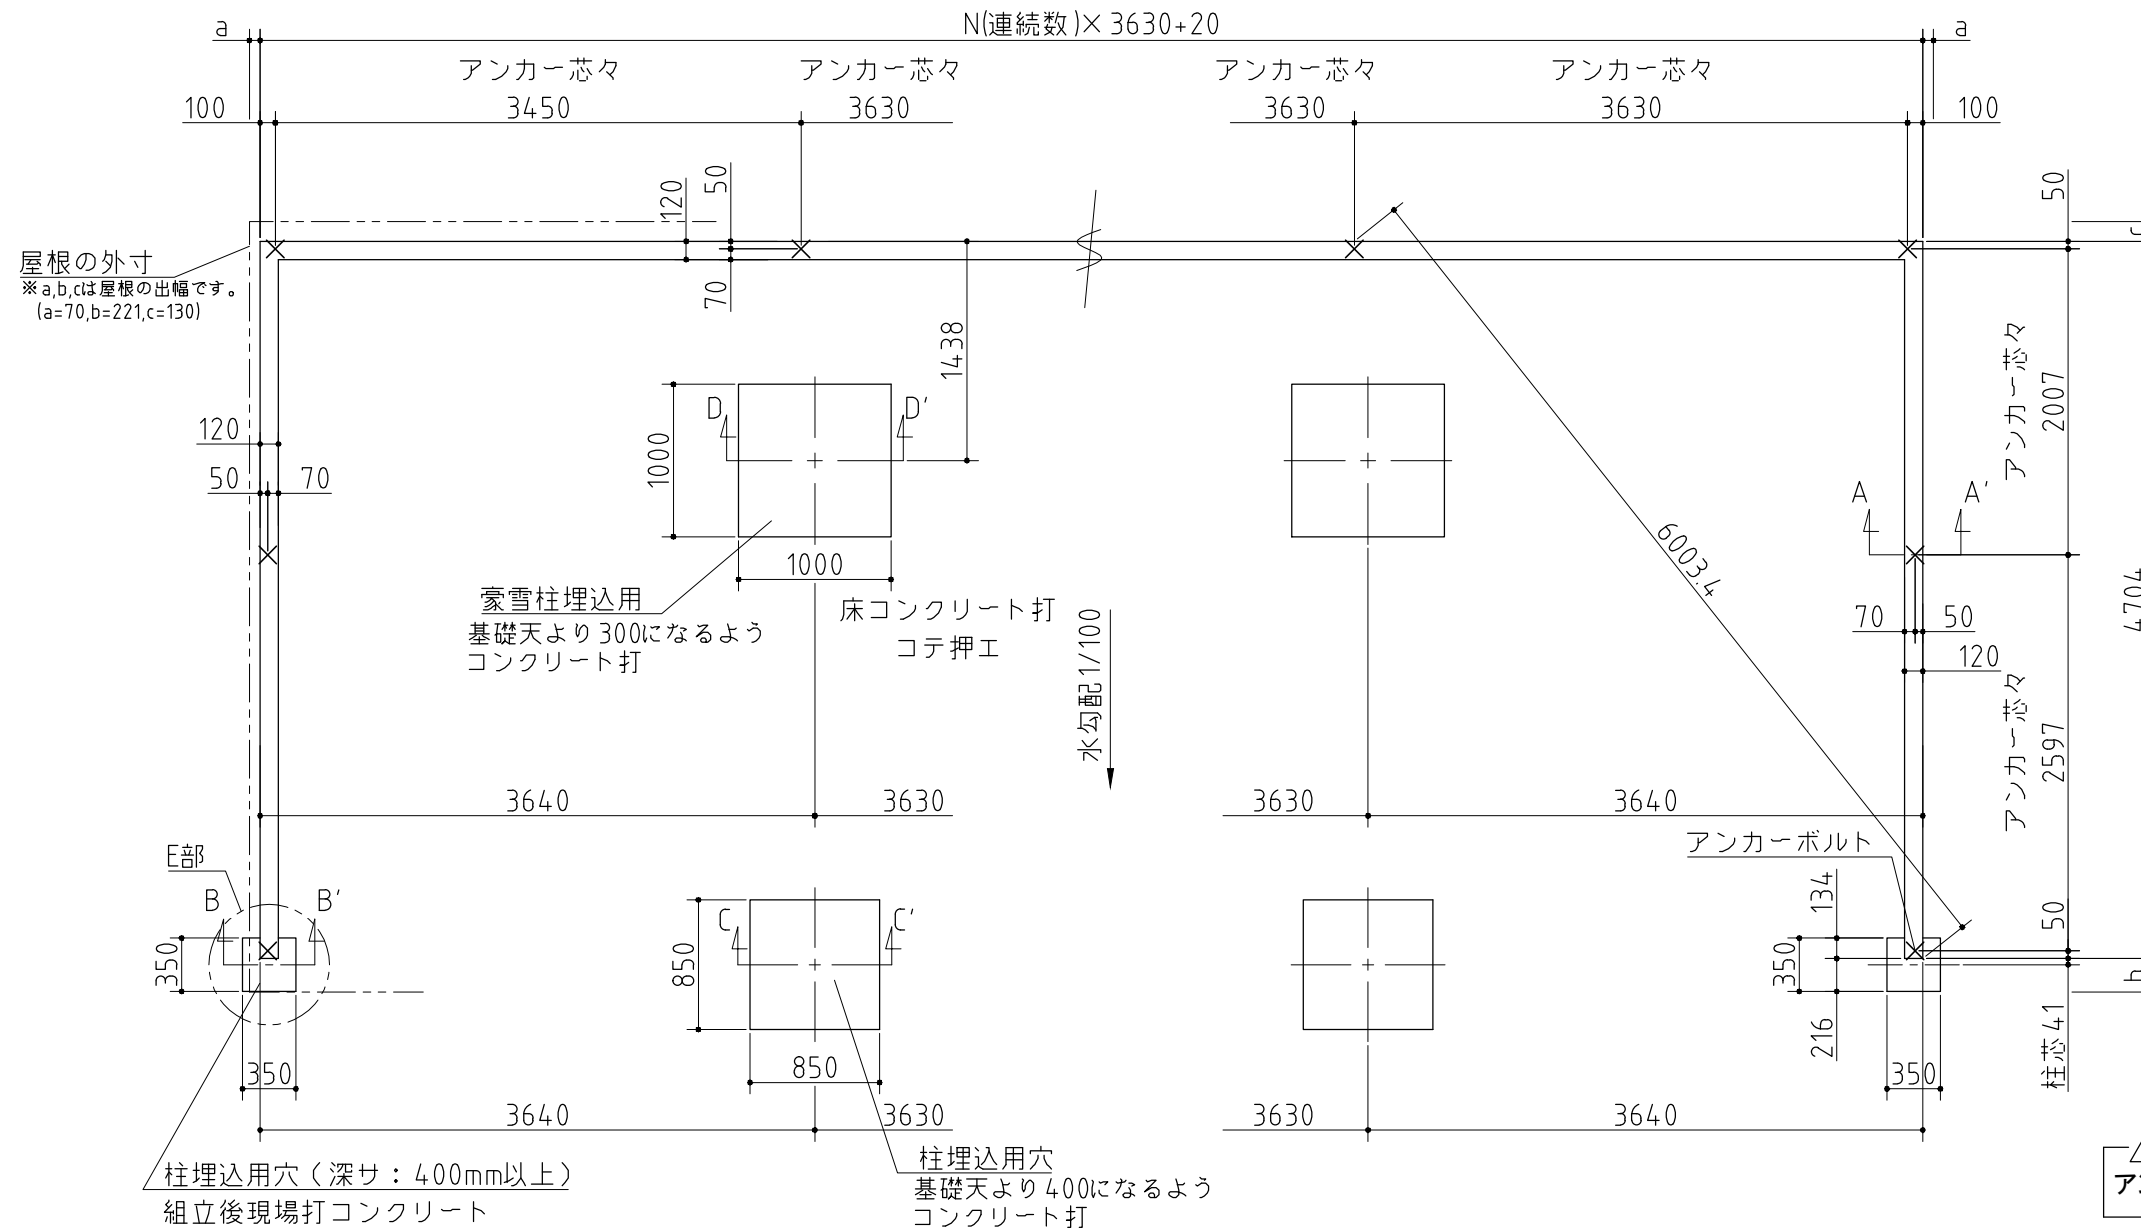 a
N(連続数)×3630+20
a
アンカー芯々
アンカー芯々
アンカー芯々
アンカー芯々
100
3450
3630
3630
3630
100
120
50
70
50
c
屋根の外寸
※a,b,cは屋根の出幅です。
(a=70,b=221,c=130)
1438
アンカー芯々
2007
D
D'
1000
120
50
70
A
A'
1000
6003.4
4704
豪雪柱埋込用
基礎天より300になるよう
コンクリート打
床コンクリート打
コテ押エ
水勾配1/100
70
50
120
アンカー芯々
2597
3640
3630
3630
3640
アンカーボルト
E部
B
B'
C
C'
134
50
350
850
350
b
216
柱芯41
350
850
350
3640
3630
3630
3640
柱埋込用穴(深サ:400mm以上)
組立後現場打コンクリート
柱埋込用穴
基礎天より400になるよう
コンクリート打